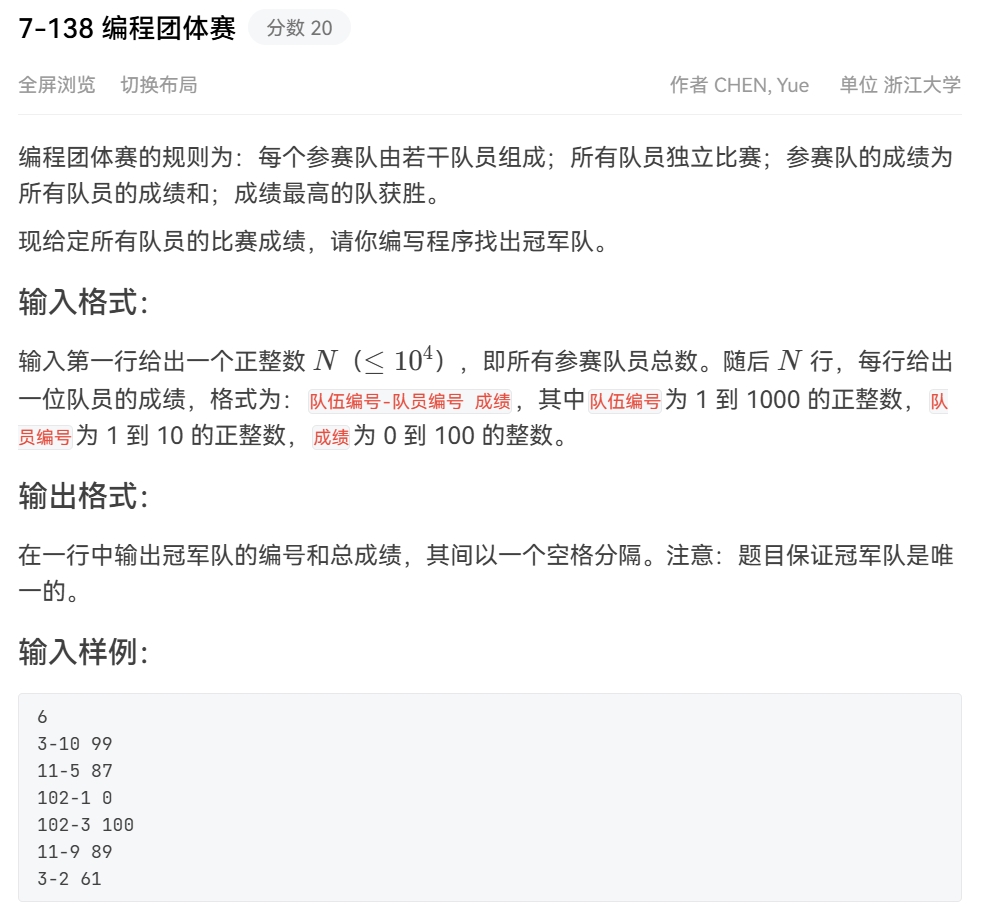 7-138 编程团体赛 分数 20
全屏浏览 切换布局 作者 CHEN, Yue 单位 浙江大学
编程团体赛的规则为：每个参赛队由若干队员组成；所有队员独立比赛；参赛队的成绩为
所有队员的成绩和；成绩最高的队获胜。
现给定所有队员的比赛成绩，请你编写程序找出冠军队。
输入格式：
输入第一行给出一个正整数 N（≤ 10⁴），即所有参赛队员总数。随后 N 行，每行给出
一位队员的成绩，格式为：队伍编号-队员编号 成绩，其中队伍编号为 1 到 1000 的正整数，队
员编号为 1 到 10 的正整数，成绩为 0 到 100 的整数。
输出格式：
在一行中输出冠军队的编号和总成绩，其间以一个空格分隔。注意：题目保证冠军队是唯
一的。
输入样例：
6
3-10 99
11-5 87
102-1 0
102-3 100
11-9 89
3-2 61